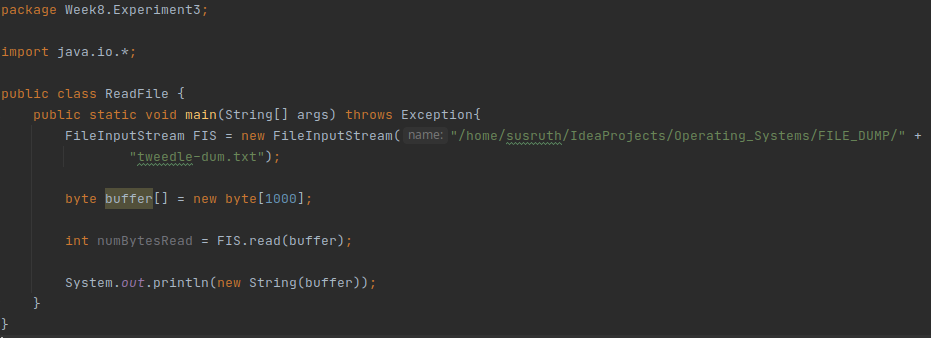 package Week8.Experiment3;
import java.io.*;
public class ReadFile {
public static void main(String[] args) throws Exception{
FileInputStream FIS = new FileInputStream( name: "/home/susruth/IdeaProjects/Operating_Systems/FILE_DUMP/" +
"tweedle-dum.txt");
byte buffer[] = new byte[1000];
int numBytesRead = FIS.read(buffer);
System.out.println(new String(buffer));
}
}